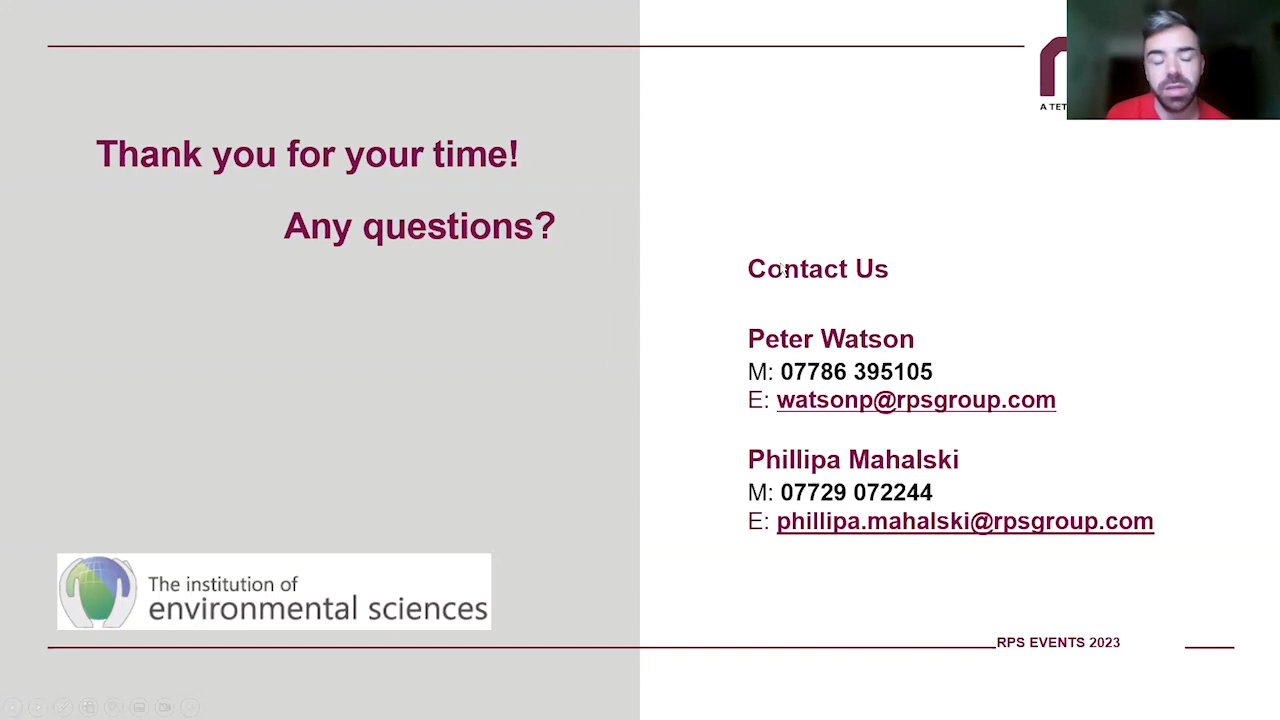 Thank you for your time!
Any questions?
A TET
Contact Us
Peter Watson
M: 07786 395105
E: watsonp@rpsgroup.com
Phillipa Mahalski
M: 07729 072244
E: phillipa.mahalski@rpsgroup.com
The institution of
environmental sciences
RPS EVENTS 2023